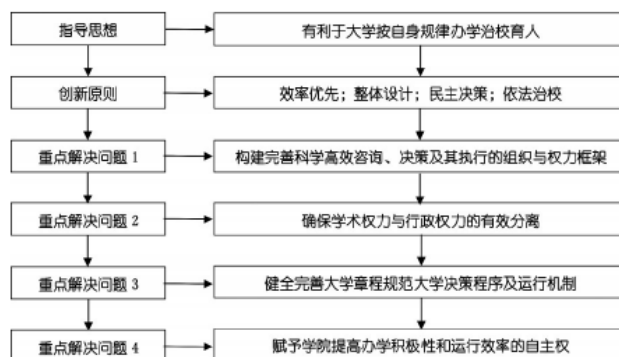 指导思想
有利于大学按自身规律办学治校育人
创新原则
效率优先；整体设计；民主决策；依法治校
重点解决问题 1
构建完善科学高效咨询、决策及其执行的组织与权力框架
重点解决问题 2
确保学术权力与行政权力的有效分离
重点解决问题 3
健全完善大学章程规范大学决策程序及运行机制
重点解决问题 4
赋予学院提高办学积极性和运行效率的自主权